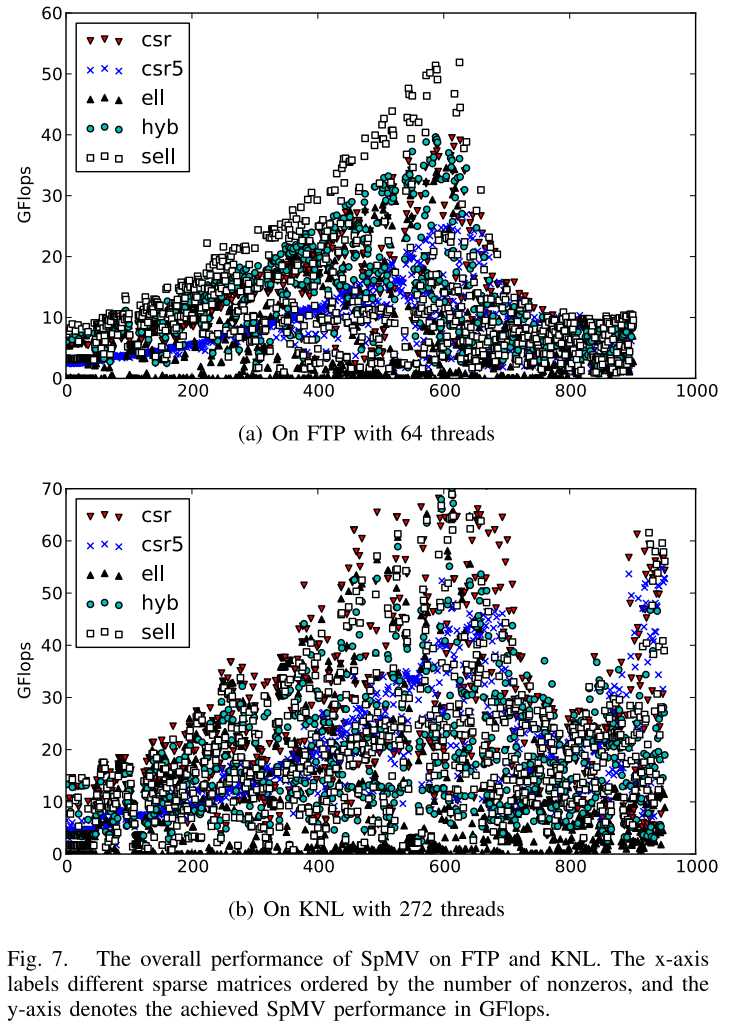 60
50
40
30
20
10
0
GFlops
csr
csr5
ell
hyb
sell
0 200 400 600 800 1000
(a) On FTP with 64 threads
70
60
50
40
30
20
10
0
GFlops
csr
csr5
ell
hyb
sell
0 200 400 600 800 1000
(b) On KNL with 272 threads
Fig. 7. The overall performance of SpMV on FTP and KNL. The x-axis
labels different sparse matrices ordered by the number of nonzeros, and the
y-axis denotes the achieved SpMV performance in GFlops.